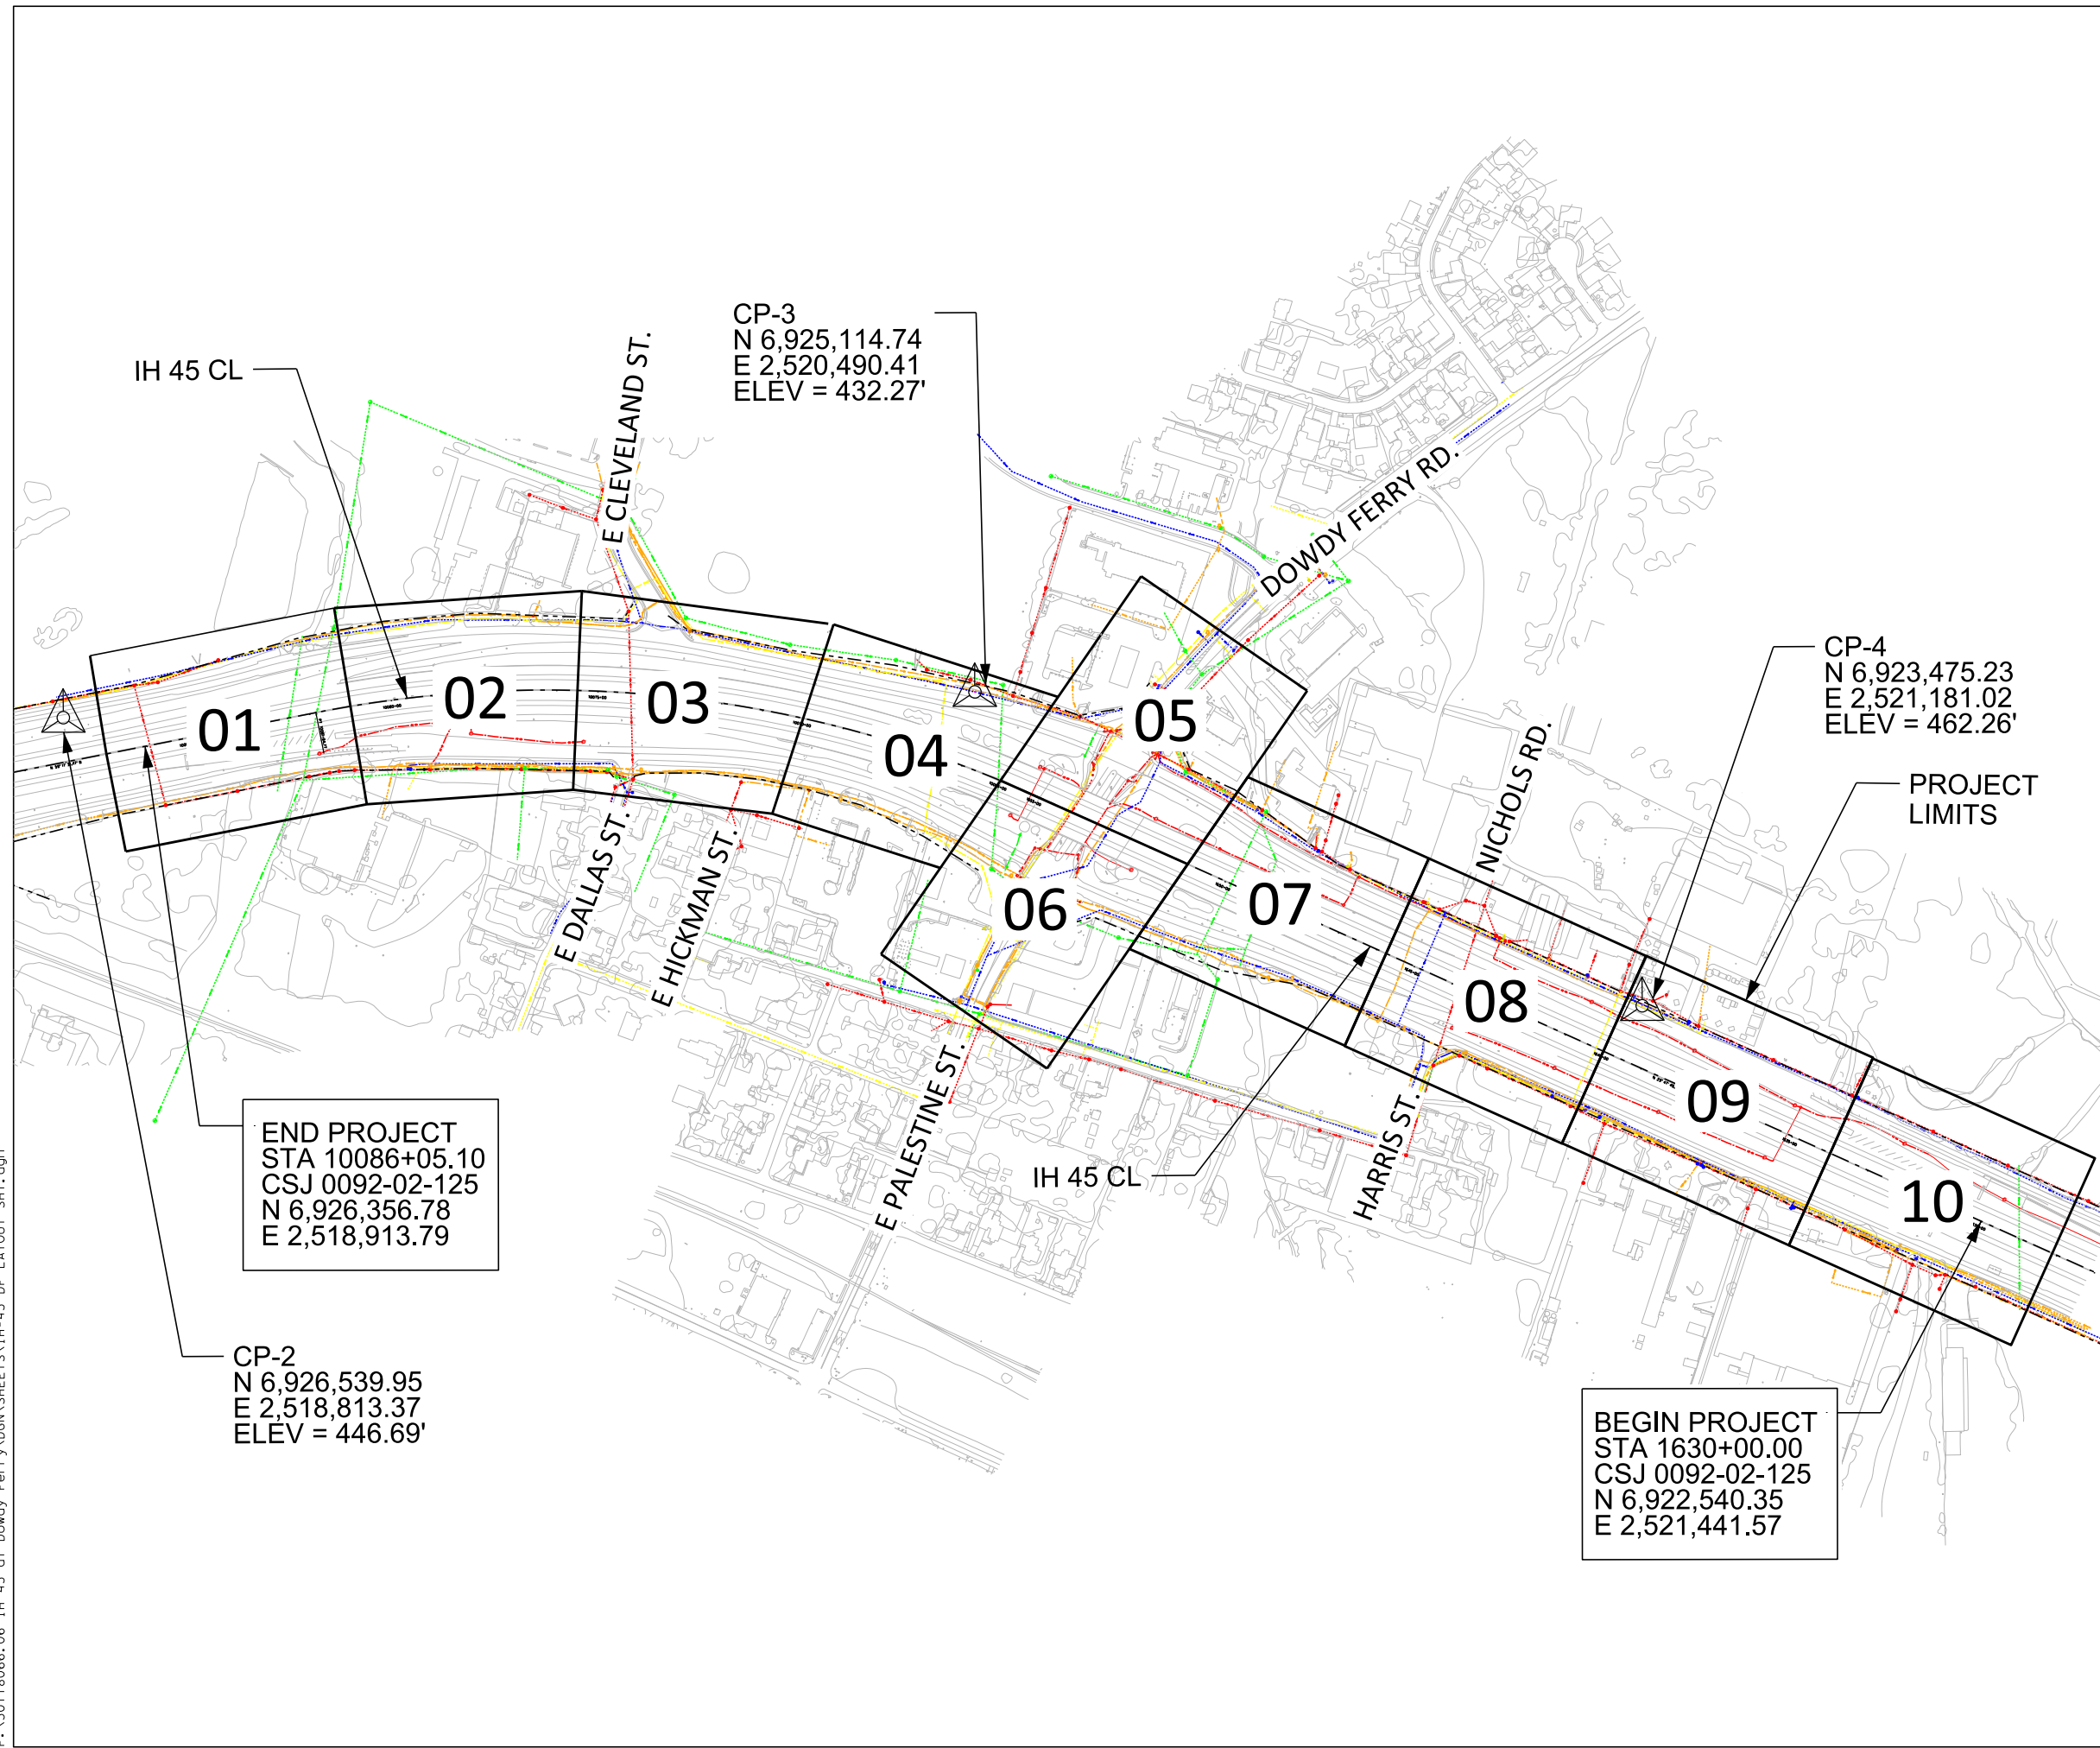 CP-3
N 6,925,114.74
E 2,520,490.41
ELEV = 432.27'
IH 45 CL
E CLEVELAND ST.
DOWDY FERRY RD.
CP-4
N 6,923,475.23
E 2,521,181.02
ELEV = 462.26'
PROJECT
LIMITS
NICHOLS RD.
01
02
03
04
05
06
07
08
09
10
E DALLAS ST.
E HICKMAN ST.
E PALESTINE ST.
HARRIS ST.
IH 45 CL
END PROJECT
STA 10086+05.10
CSJ 0092-02-125
N 6,926,356.78
E 2,518,913.79
CP-2
N 6,926,539.95
E 2,518,813.37
ELEV = 446.69'
BEGIN PROJECT
STA 1630+00.00
CSJ 0092-02-125
N 6,922,540.35
E 2,521,441.57